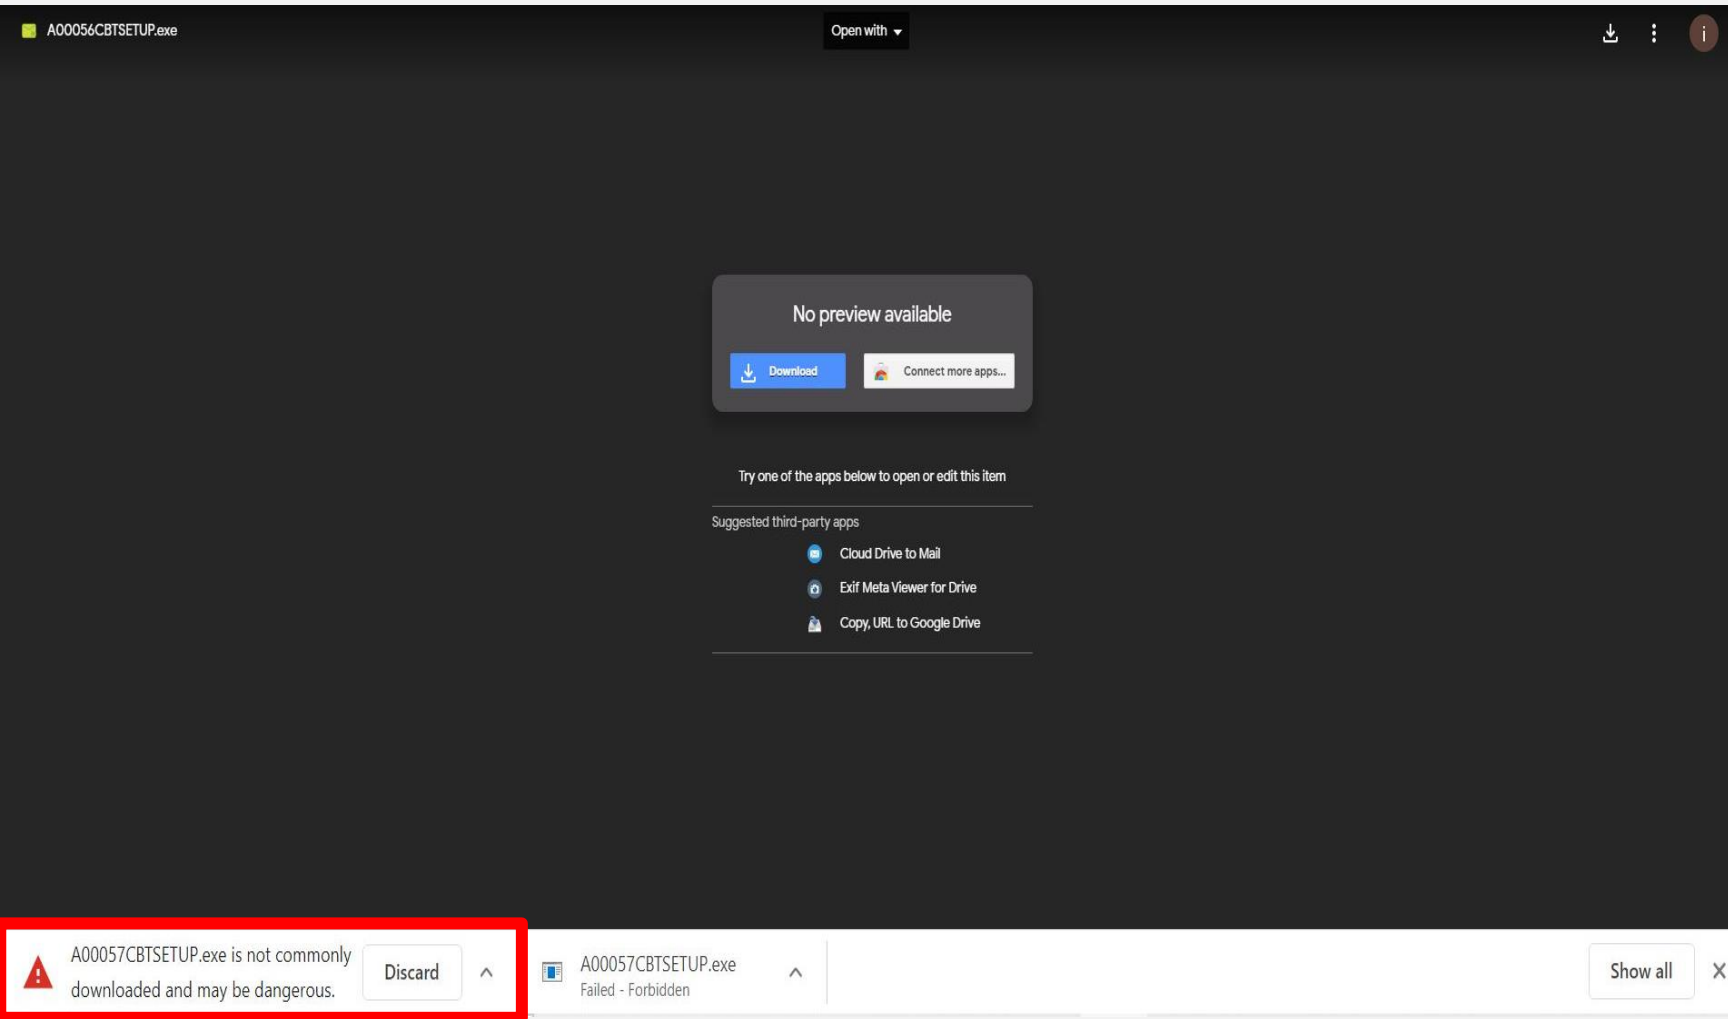 A00056CBTSETUP.exe
Open with
i
No preview available
Download
Connect more apps...
Try one of the apps below to open or edit this item
Suggested third-party apps
Cloud Drive to Mail
Exif Meta Viewer for Drive
Copy, URL to Google Drive
A00057CBTSETUP.exe is not commonly
downloaded and may be dangerous.
Discard
A00057CBTSETUP.exe
Failed - Forbidden
Show all